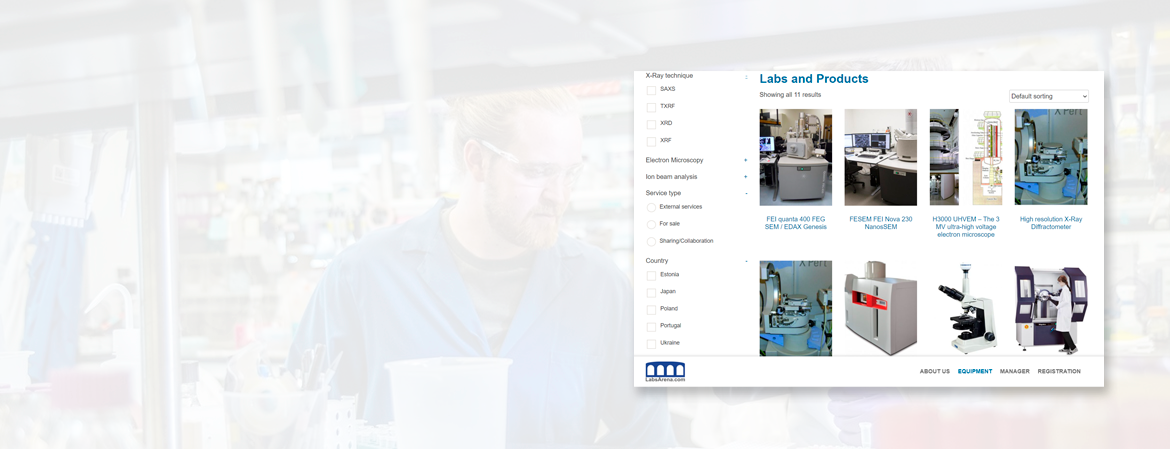 X-Ray technique
-
SAXS
TXRF
XRD
XRF
Electron Microscopy
+
Ion beam analysis
+
Service type
-
External services
For sale
Sharing/Collaboration
Country
-
Estonia
Japan
Poland
Portugal
Ukraine
Labs and Products
Showing all 11 results
Default sorting
X'Pert
FEI quanta 400 FEG
SEM / EDAX Genesis
FESEM FEI Nova 230
NanosSEM
H3000 UHVEM – The 3
MV ultra-high voltage
electron microscope
High resolution X-Ray
Diffractometer
X'Pert
LabsArena.com
ABOUT US
EQUIPMENT
MANAGER
REGISTRATION